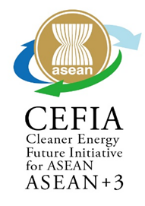 asean
CEFIA
Cleaner Energy
Future Initiative
for ASEAN
ASEAN+3